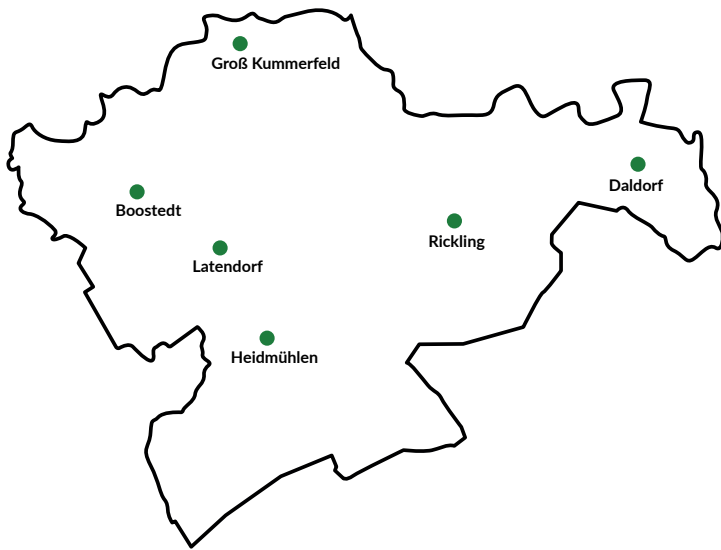 Groß Kummerfeld
Daldorf
Boostedt
Rickling
Latendorf
Heidmühlen